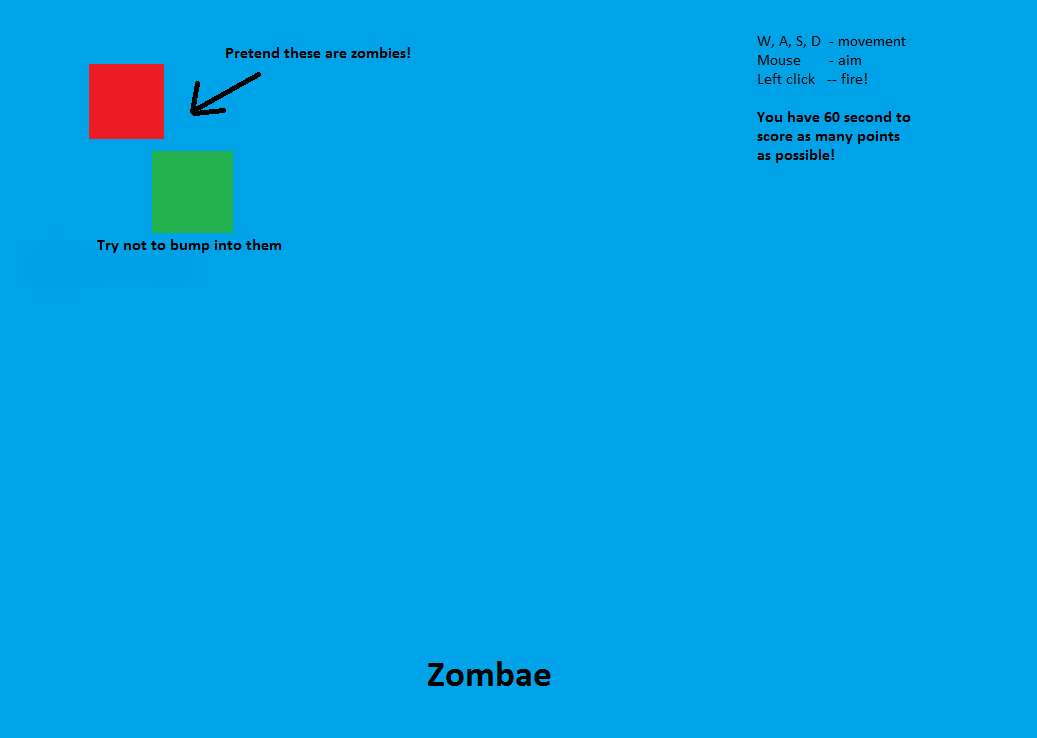 Pretend these are zombies!
Try not to bump into them
W, A, S, D - movement
Mouse - aim
Left click -- fire!
You have 60 second to
score as many points
as possible!
Zombae